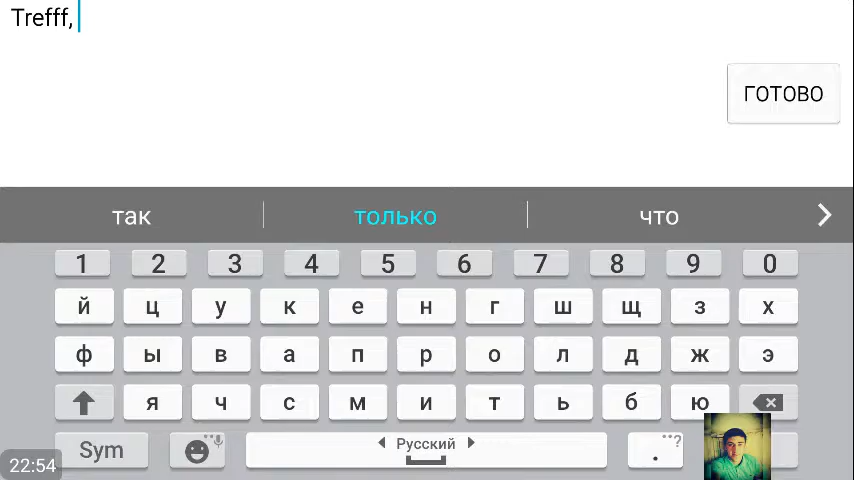 Trefff,
ГОТОВО
так
только
что
1 2 3 4 5 6 7 8 9 0
й ц у к е н г ш щ з х
ф ы в а п р о л д ж э
я ч с м и т ь б ю
Sym
Русский
. ?
22:54